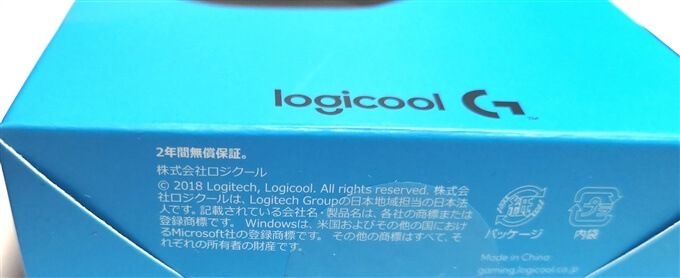 logicool G
2年間無償保証。
株式会社ロジクール
© 2018 Logitech, Logicool. All rights reserved. 株式会
社ロジクールは、Logitech Groupの日本地域担当の日本法
人です。記載されている会社名・製品名は、各社の商標または
登録商標です。 Windowsは、米国およびその他の国におけ
るMicrosoft社の登録商標です。 その他の商標はすべて、そ
れぞれの所有者の財産です。
パッケージ
プラ
内袋
Made in China:
gaming.logicool.co.jp